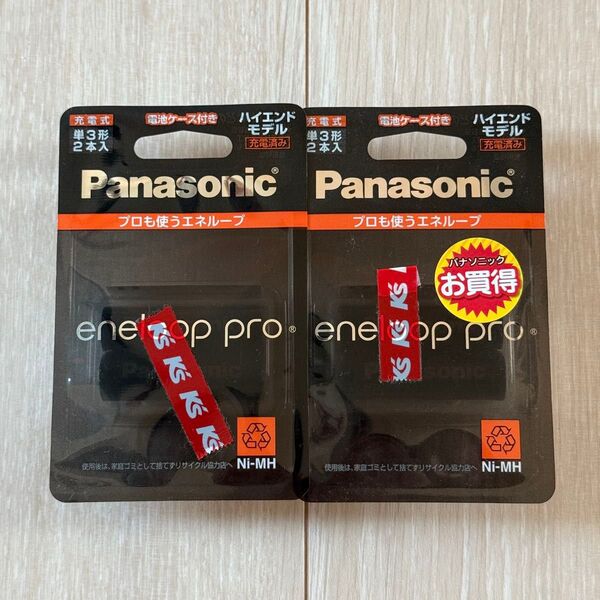 充電式
単3形
2本入
電池ケース付き
ハイエンド
モデル
充電済み
Panasonic
プロも使うエネループ
eneloop pro®
K's K's K's K's
Ni-MH
使用後は、家庭ゴミとして捨てずリサイクル協力店へ
充電式
単3形
2本入
電池ケース付き
ハイエンド
モデル
充電済み
Panasonic
プロも使うエネループ
パナソニック
お買得
eneloop pro®
K's K's K's
Ni-MH
使用後は、家庭ゴミとして捨てずリサイクル協力店へ